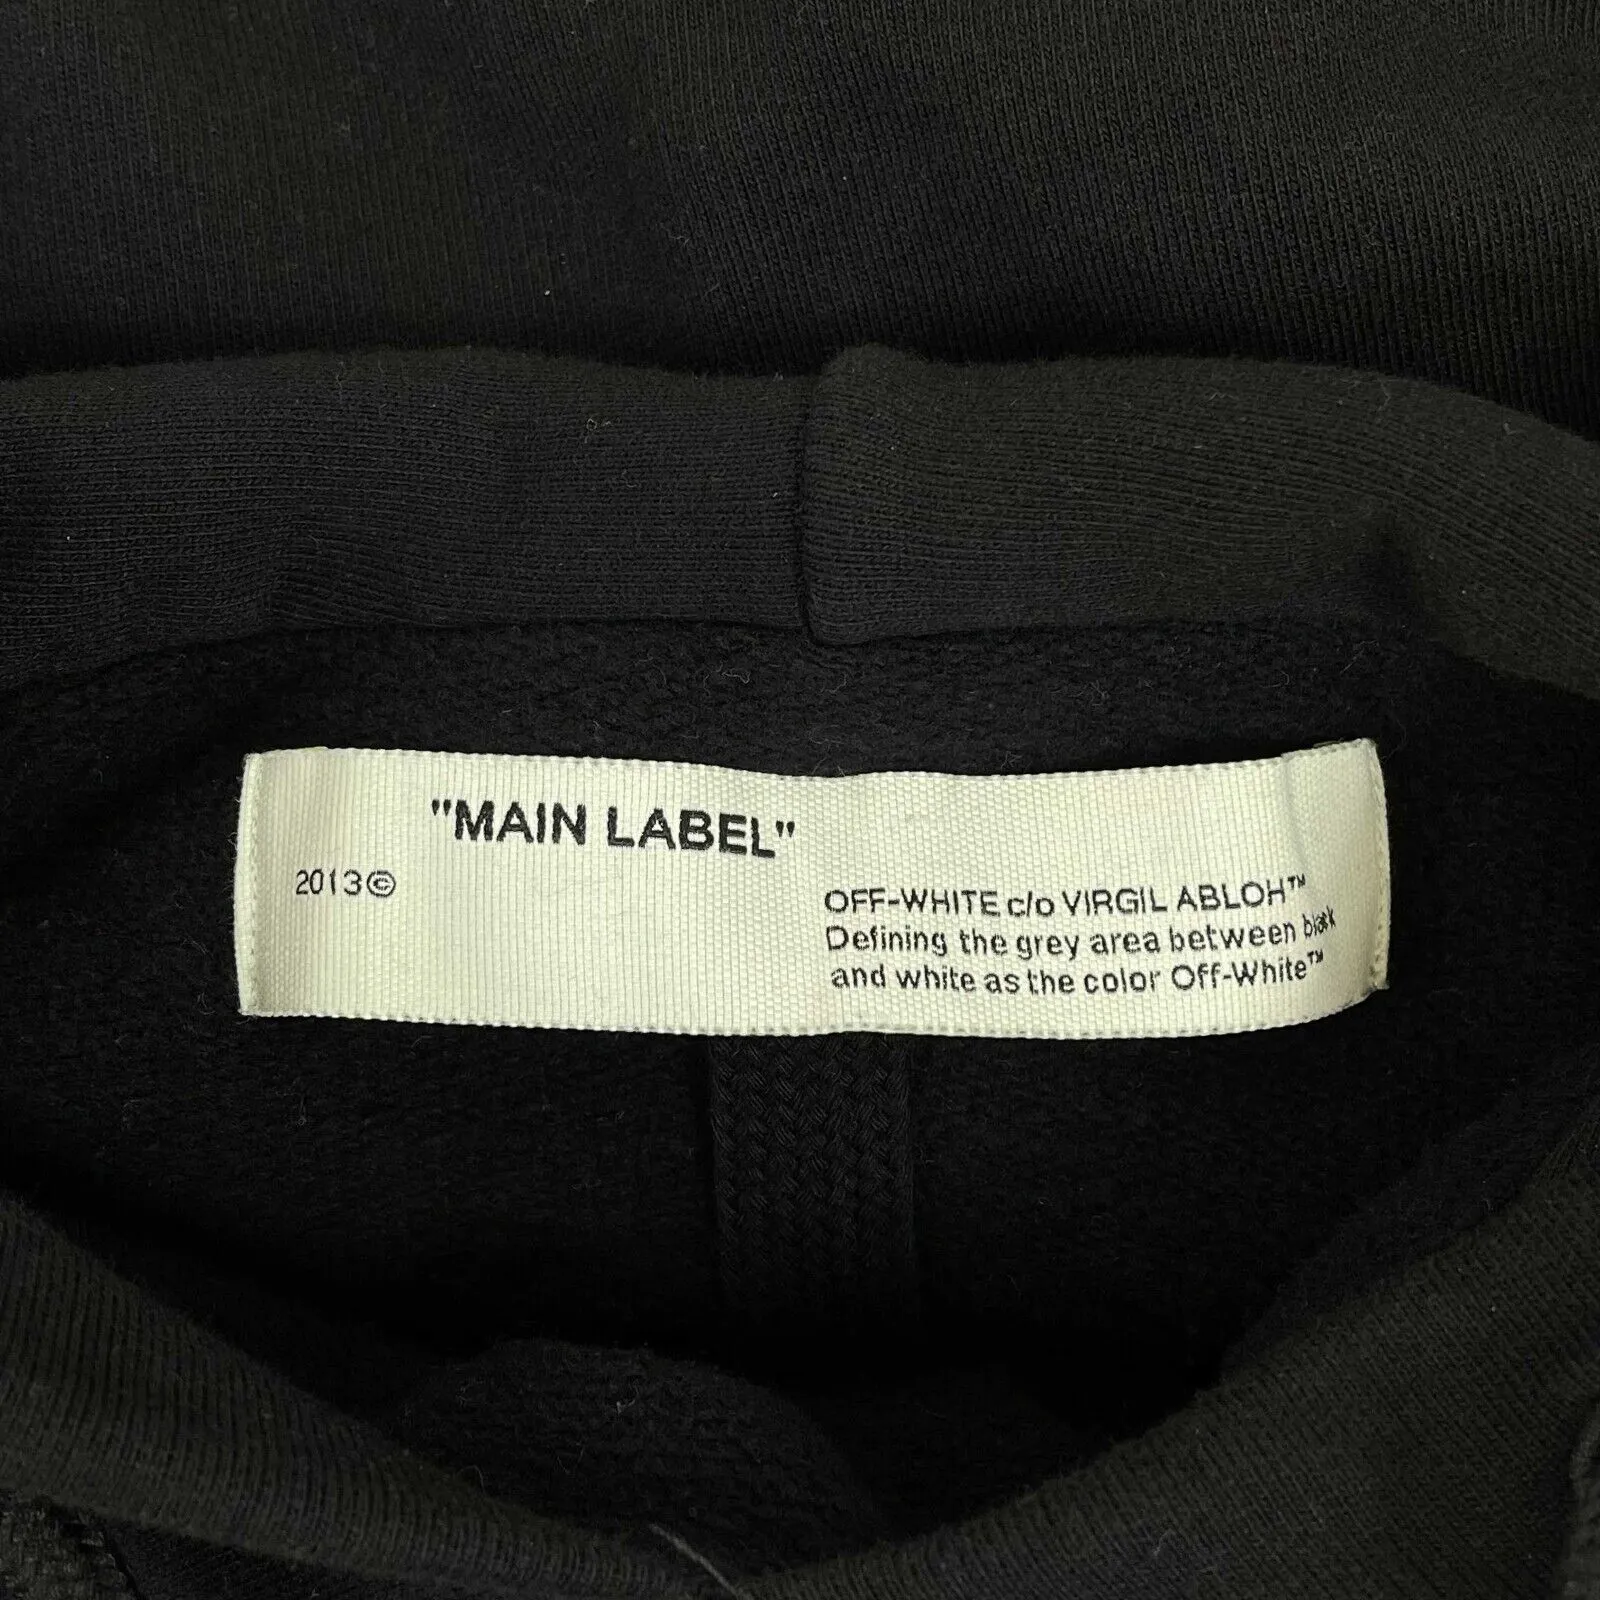 "MAIN LABEL"
2013©
OFF-WHITE c/o VIRGIL ABLOH™
Defining the grey area between black
and white as the color Off-White™